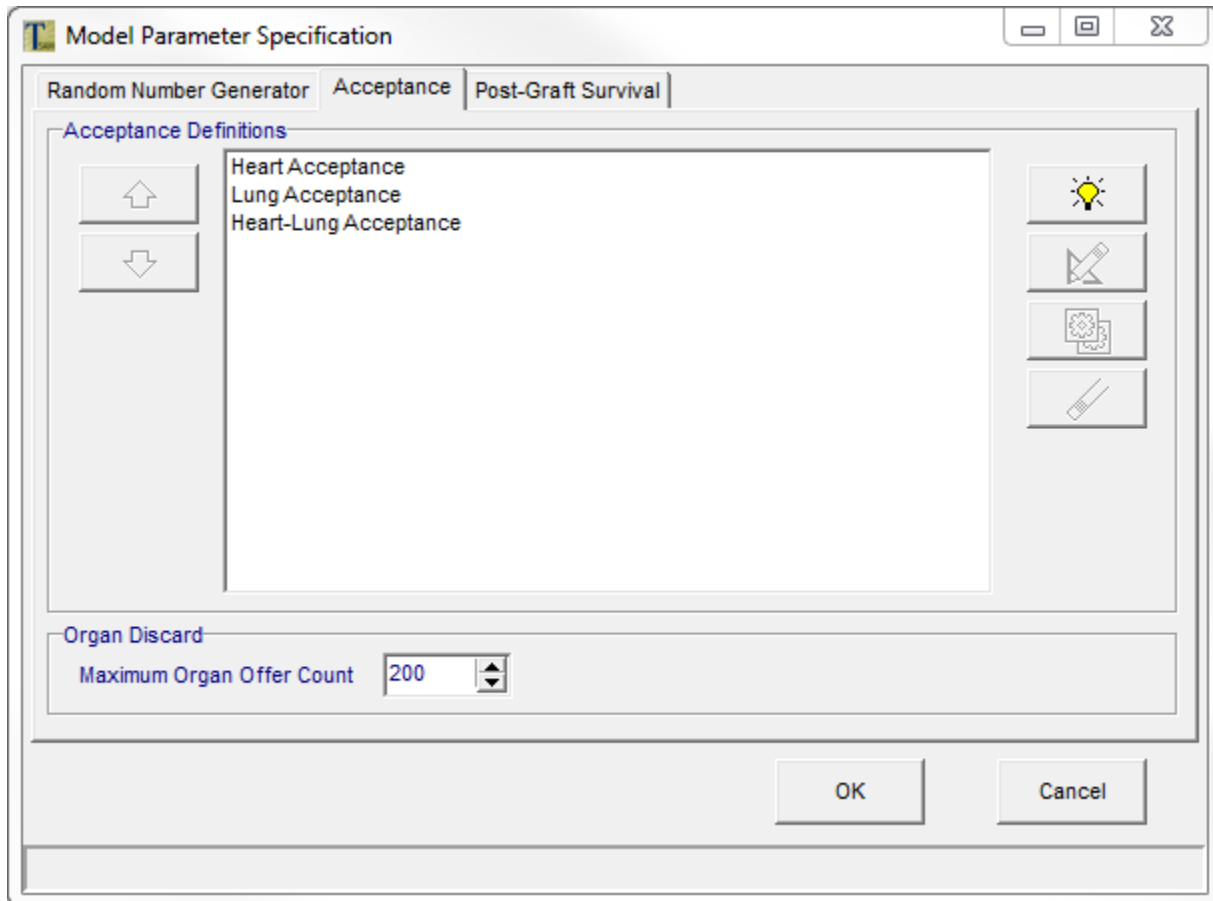 Model Parameter Specification
Random Number Generator
Acceptance
Post-Graft Survival
Acceptance Definitions
Heart Acceptance
Lung Acceptance
Heart-Lung Acceptance
Organ Discard
Maximum Organ Offer Count 200
OK
Cancel